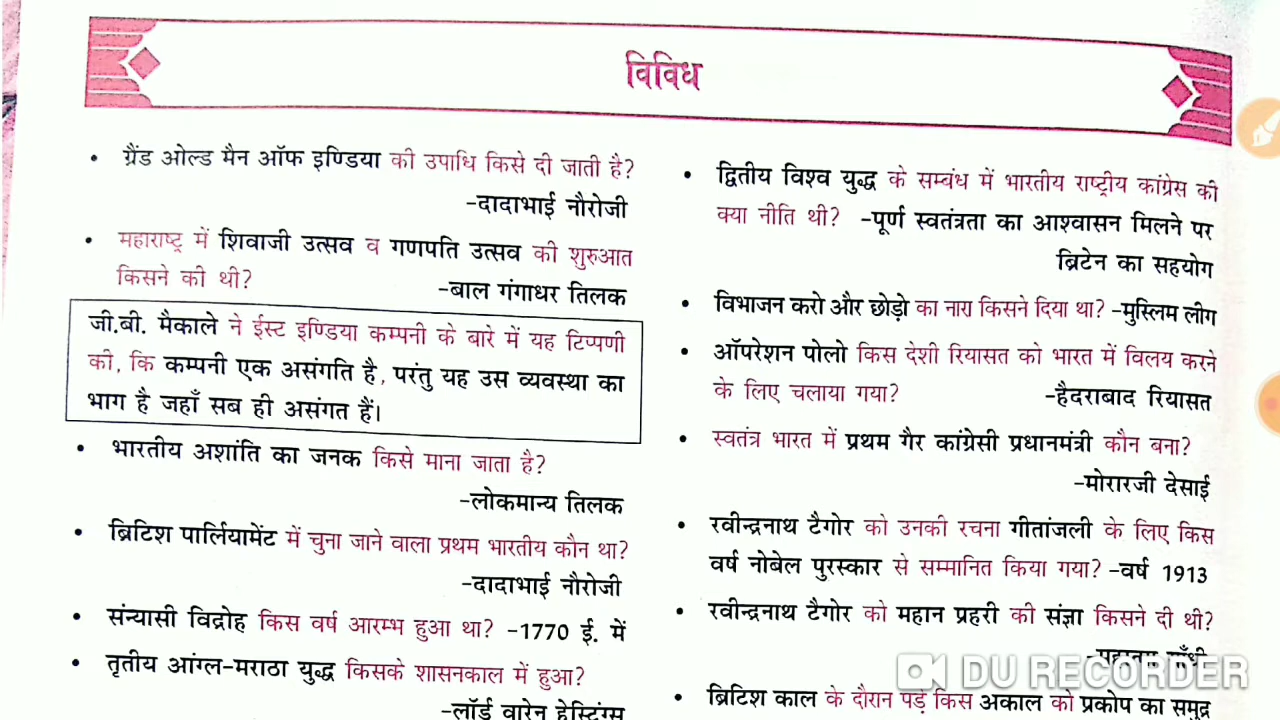 विविध
• ग्रैंड ओल्ड मैन ऑफ इण्डिया की उपाधि किसे दी जाती है?
-दादाभाई नौरोजी
• महाराष्ट्र में शिवाजी उत्सव व गणपति उत्सव की शुरुआत
किसने की थी? -बाल गंगाधर तिलक
जी.बी. मैकाले ने ईस्ट इण्डिया कम्पनी के बारे में यह टिप्पणी
की, कि कम्पनी एक असंगति है, परंतु यह उस व्यवस्था का
भाग है जहाँ सब ही असंगत हैं।
• भारतीय अशांति का जनक किसे माना जाता है?
-लोकमान्य तिलक
• ब्रिटिश पार्लियामेंट में चुना जाने वाला प्रथम भारतीय कौन था?
-दादाभाई नौरोजी
• संन्यासी विद्रोह किस वर्ष आरम्भ हुआ था? -1770 ई. में
• तृतीय आंग्ल-मराठा युद्ध किसके शासनकाल में हुआ?
-लॉर्ड वारेन हेस्टिंग्स
• द्वितीय विश्व युद्ध के सम्बंध में भारतीय राष्ट्रीय कांग्रेस की
क्या नीति थी? -पूर्ण स्वतंत्रता का आश्वासन मिलने पर
ब्रिटेन का सहयोग
• विभाजन करो और छोड़ो का नारा किसने दिया था? -मुस्लिम लीग
• ऑपरेशन पोलो किस देशी रियासत को भारत में विलय करने
के लिए चलाया गया? -हैदराबाद रियासत
• स्वतंत्र भारत में प्रथम गैर कांग्रेसी प्रधानमंत्री कौन बना?
-मोरारजी देसाई
• रवीन्द्रनाथ टैगोर को उनकी रचना गीतांजली के लिए किस
वर्ष नोबेल पुरस्कार से सम्मानित किया गया? -वर्ष 1913
• रवीन्द्रनाथ टैगोर को महान प्रहरी की संज्ञा किसने दी थी?
-महात्मा गाँधी
• ब्रिटिश काल के दौरान पड़े किस अकाल को प्रकोप का समुद्र
DU RECORDER